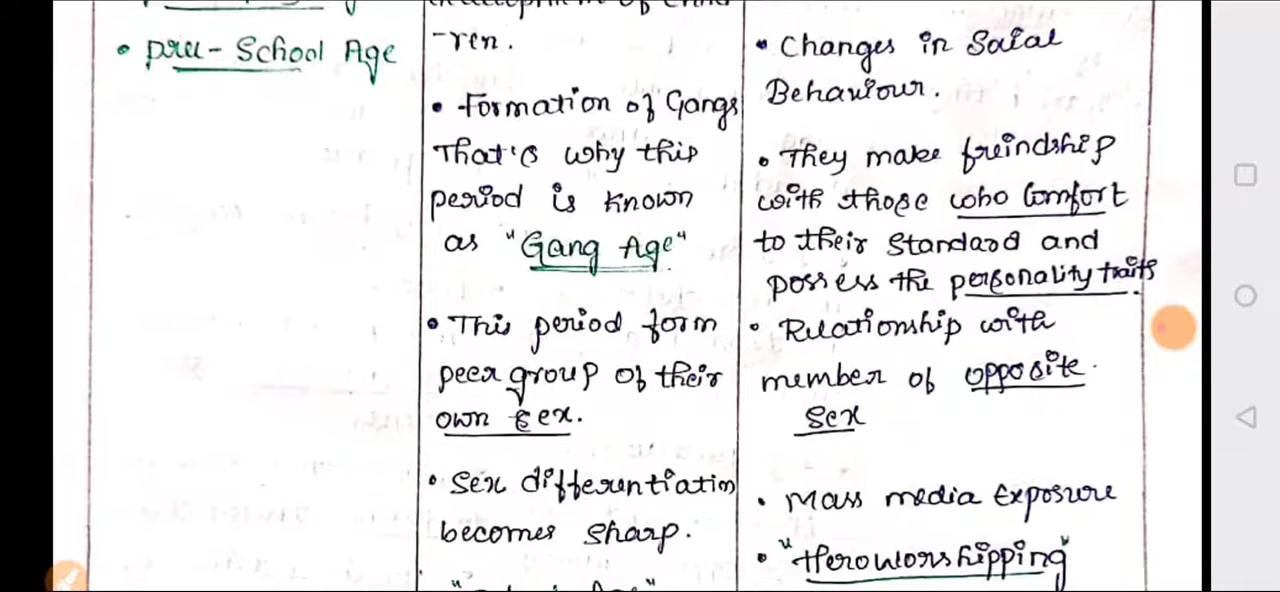 • Pre-School Age
-ren.
• Formation of Gangs
That's why this
period is known
as "Gang Age"
• This period form
peer group of their
own sex.
• Sex differentiation
becomes sharp.
• Changes in Social
Behaviour.
• They make freindship
with those who Comfort
to their Standard and
possess the personality traits.
• Relationship with
member of opposite
Sex
• Mass media Exposure
• "Heroworshipping"